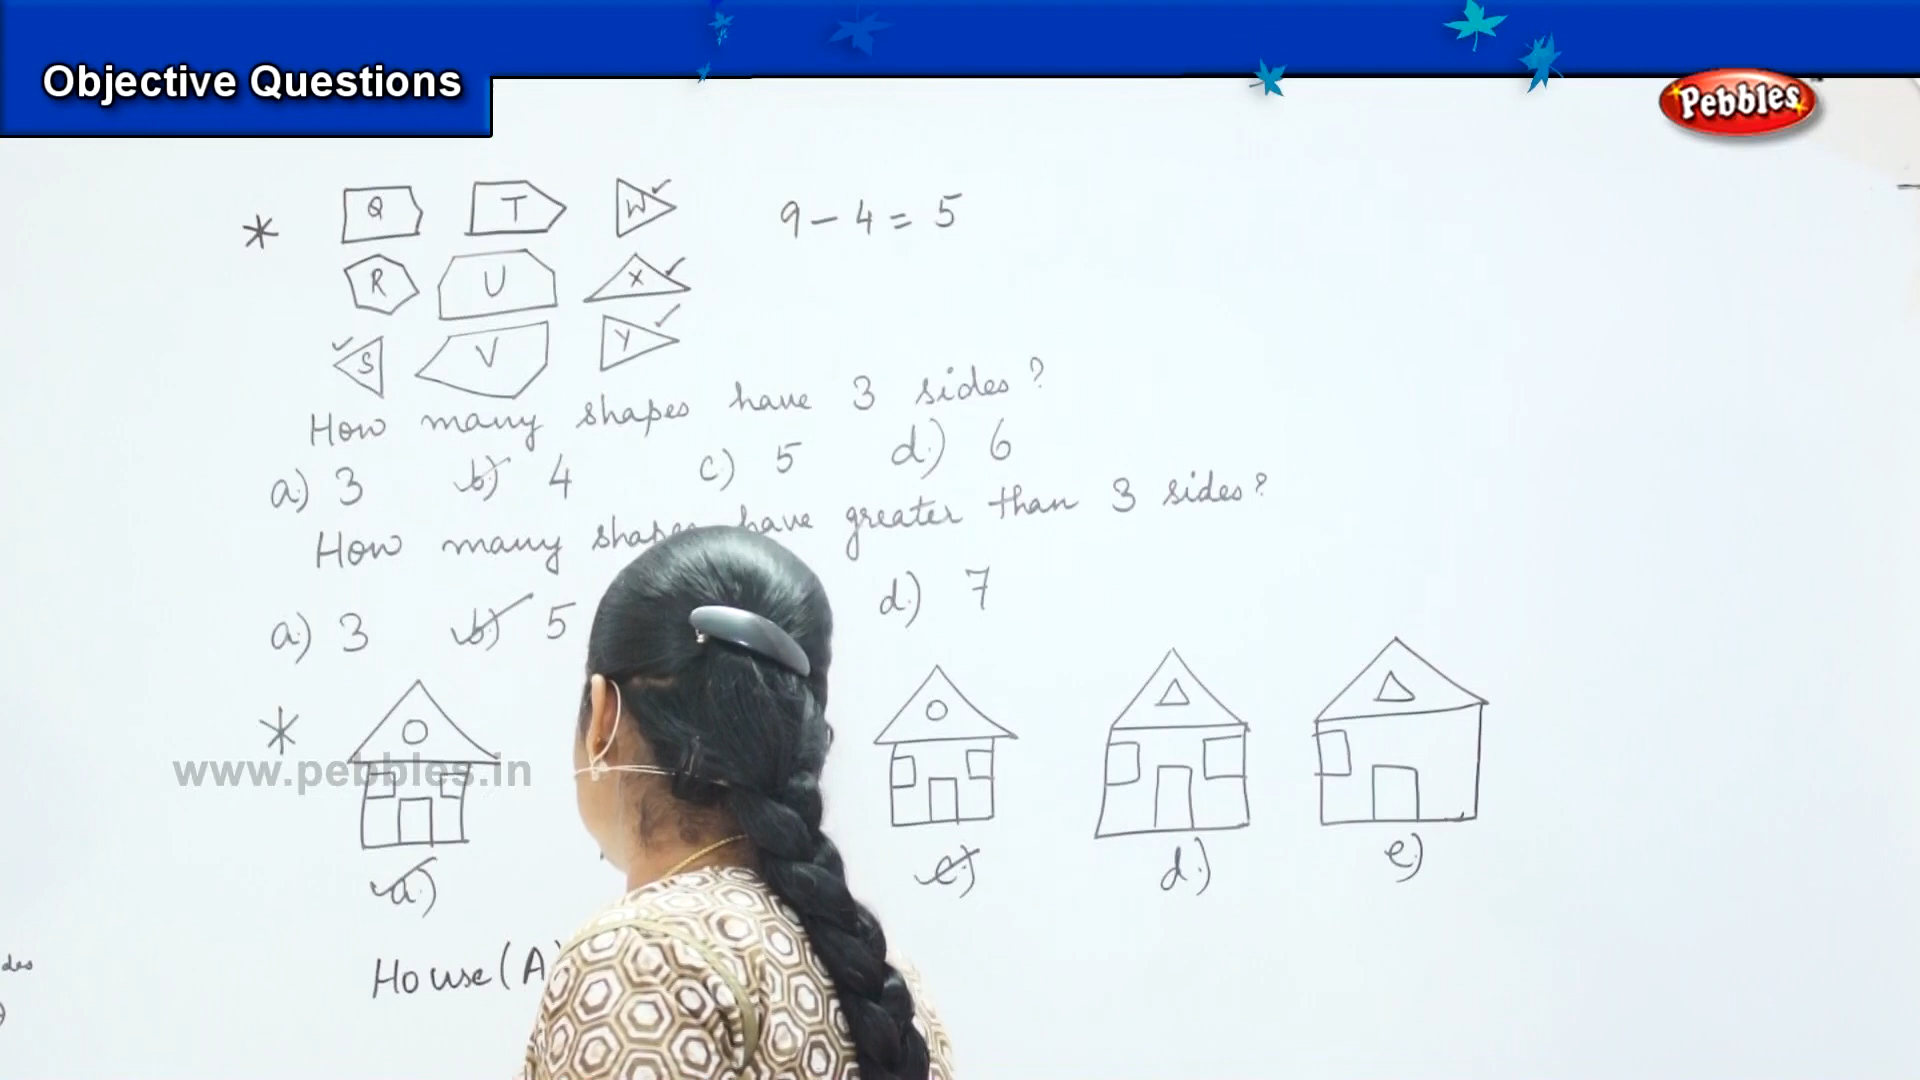 Objective Questions
Pebbles
* Q T W 9 - 4 = 5
R U X
S V Y
How many shapes have 3 sides?
a.) 3 b.) 4 c.) 5 d.) 6
How many shapes have greater than 3 sides?
a.) 3 b.) 5 d.) 7
*
www.pebbles.in
a.) c.) d.) e.)
House (A)